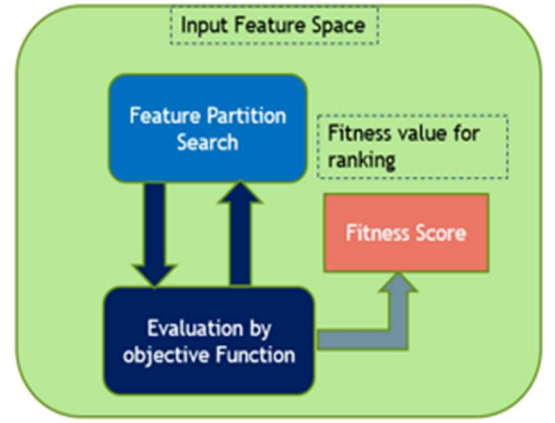 Input Feature Space
Feature Partition
Search
Fitness value for
ranking
Fitness Score
Evaluation by
objective Function